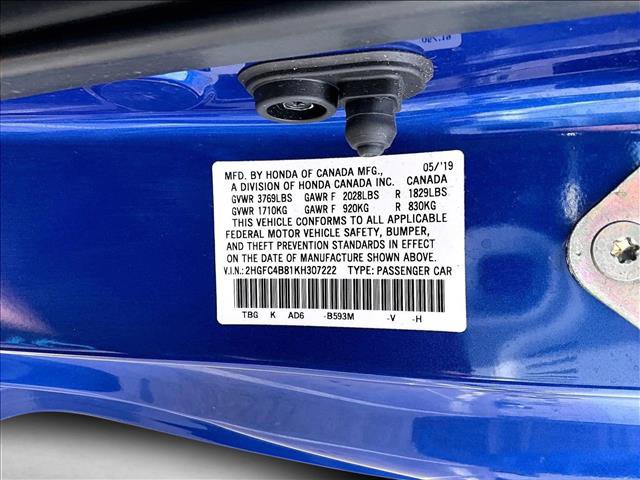 MFD. BY HONDA OF CANADA MFG., 05/'19
A DIVISION OF HONDA CANADA INC. CANADA
GVWR 3769LBS GAWR F 2028LBS R 1829LBS
GVWR 1710KG GAWR F 920KG R 830KG
THIS VEHICLE CONFORMS TO ALL APPLICABLE
FEDERAL MOTOR VEHICLE SAFETY, BUMPER,
AND THEFT PREVENTION STANDARDS IN EFFECT
ON THE DATE OF MANUFACTURE SHOWN ABOVE.
V.I.N.: 2HGFC4B81KH307222 TYPE: PASSENGER CAR
TBG K AD6 -B593M -V -H